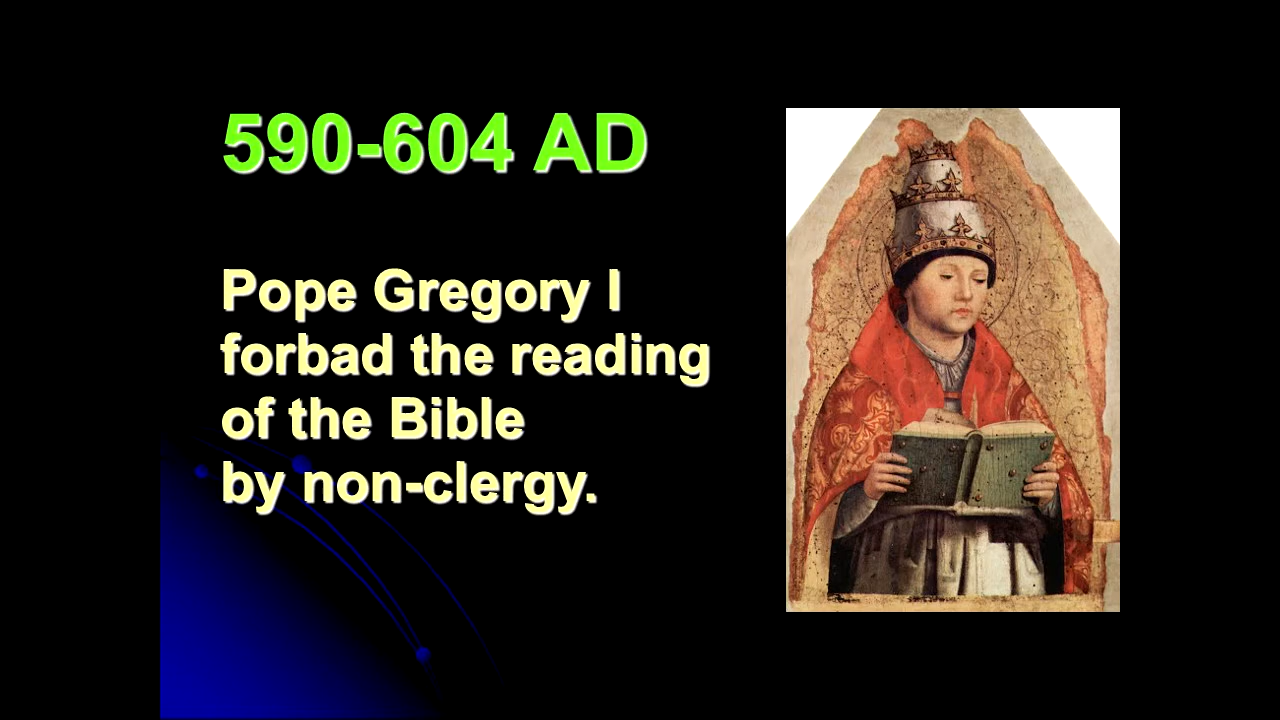 590-604 AD
Pope Gregory I
forbad the reading
of the Bible
by non-clergy.